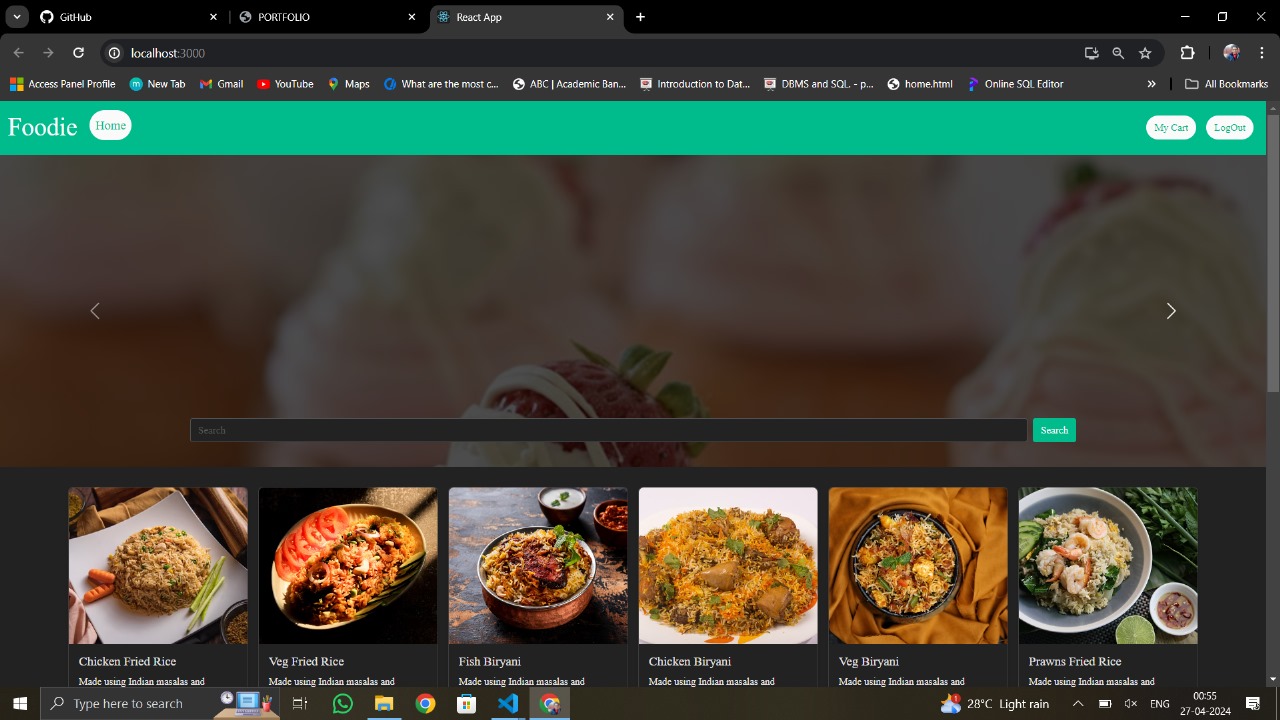 GitHub
PORTFOLIO
React App
localhost:3000
Access Panel Profile
New Tab
Gmail
YouTube
Maps
What are the most c...
ABC | Academic Ban...
Introduction to Dat...
DBMS and SQL. - p...
home.html
Online SQL Editor
»
All Bookmarks
Foodie
Home
My Cart
LogOut
Search
Search
Chicken Fried Rice
Veg Fried Rice
Fish Biryani
Chicken Biryani
Veg Biryani
Prawns Fried Rice
Made using Indian masalas and
Made using Indian masalas and
Made using Indian masalas and
Made using Indian masalas and
Made using Indian masalas and
Made using Indian masalas and
Type here to search
28°C Light rain
ENG
00:55
27-04-2024